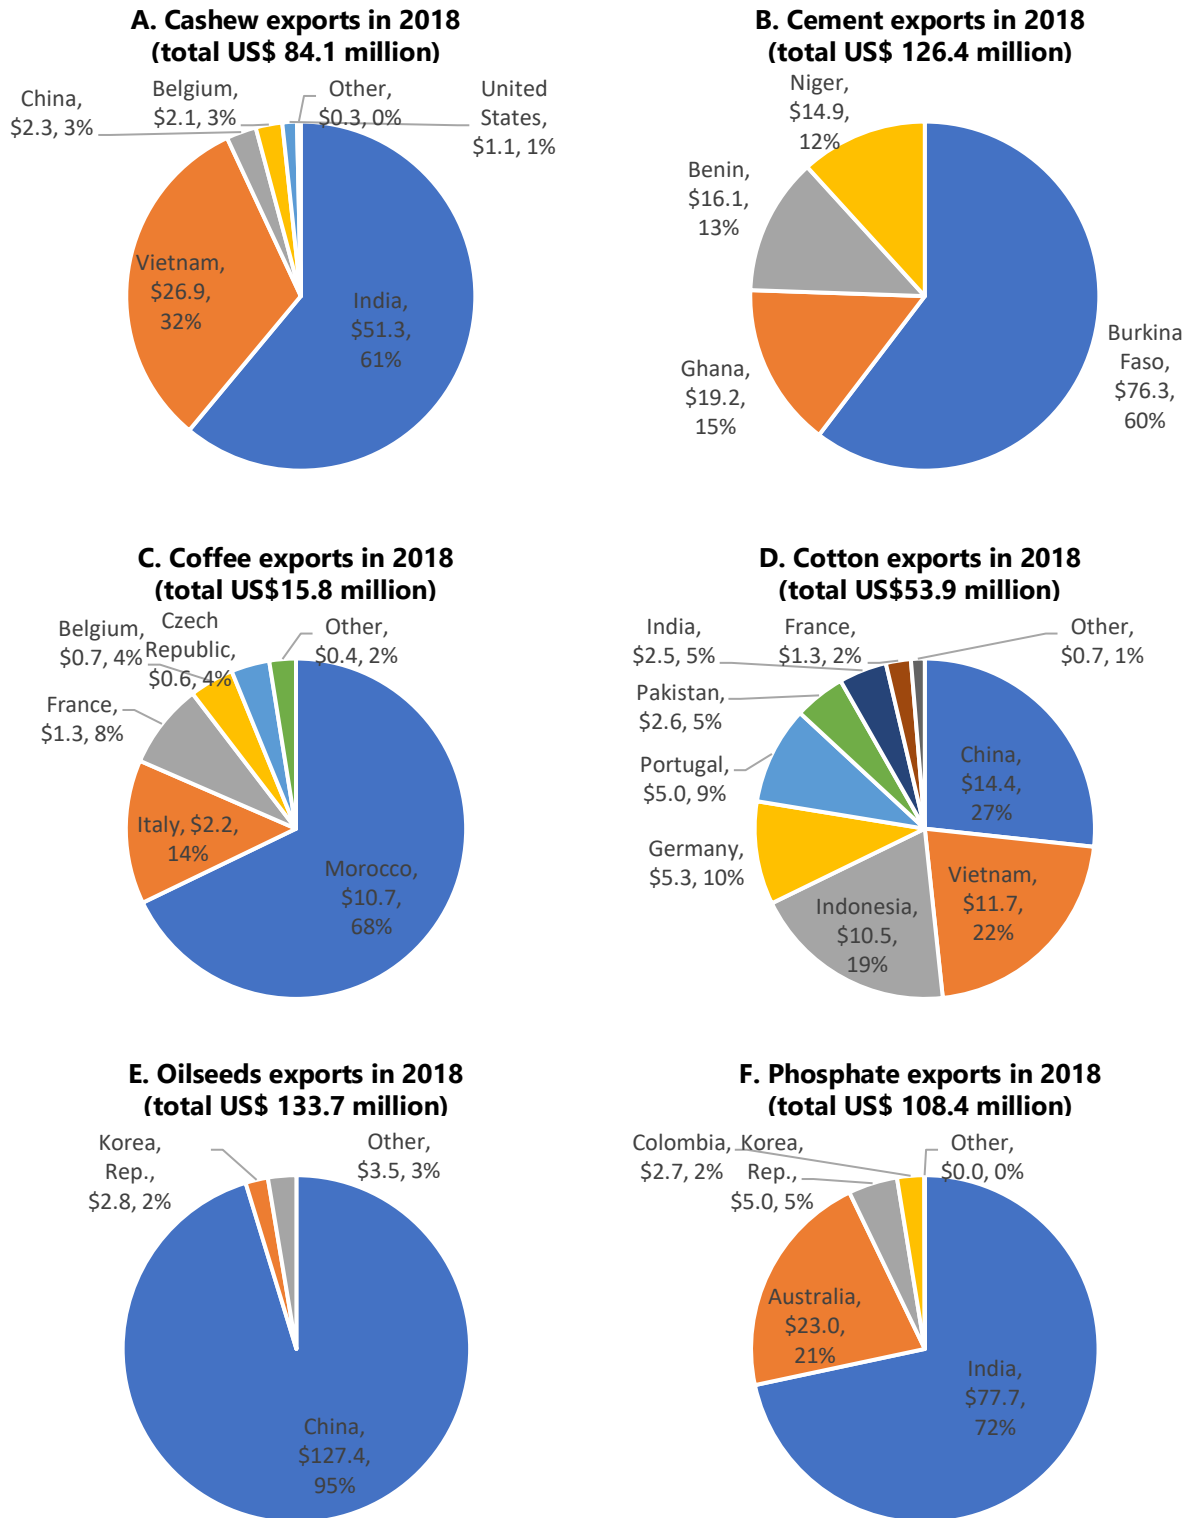 A. Cashew exports in 2018
(total US$ 84.1 million)
China,
$2.3, 3%
Belgium,
$2.1, 3%
Other,
$0.3, 0%
United
States,
$1.1, 1%
Vietnam,
$26.9,
32%
India,
$51.3,
61%
B. Cement exports in 2018
(total US$ 126.4 million)
Niger,
$14.9,
12%
Benin,
$16.1,
13%
Ghana,
$19.2,
15%
Burkina
Faso,
$76.3,
60%
C. Coffee exports in 2018
(total US$15.8 million)
Belgium,
$0.7, 4%
Czech
Republic,
$0.6, 4%
Other,
$0.4, 2%
France,
$1.3, 8%
Italy, $2.2,
14%
Morocco,
$10.7,
68%
D. Cotton exports in 2018
(total US$53.9 million)
India,
$2.5, 5%
France,
$1.3, 2%
Other,
$0.7, 1%
Pakistan,
$2.6, 5%
Portugal,
$5.0, 9%
Germany,
$5.3, 10%
China,
$14.4,
27%
Vietnam,
$11.7,
22%
Indonesia,
$10.5,
19%
E. Oilseeds exports in 2018
(total US$ 133.7 million)
Korea,
Rep.,
$2.8, 2%
Other,
$3.5, 3%
China,
$127.4,
95%
F. Phosphate exports in 2018
(total US$ 108.4 million)
Colombia,
$2.7, 2%
Korea,
Rep.,
$5.0, 5%
Other,
$0.0, 0%
Australia,
$23.0,
21%
India,
$77.7,
72%